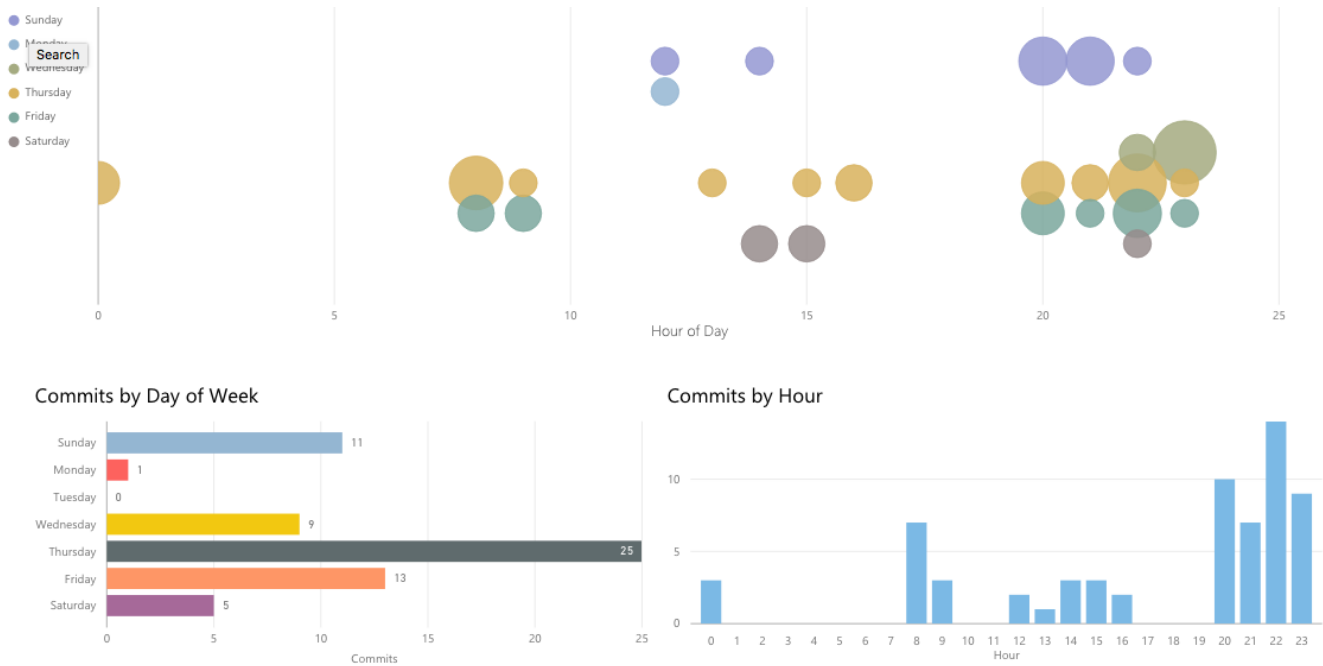 Sunday
Monday
Search
Wednesday
Thursday
Friday
Saturday
0 5 10 15 20 25
Hour of Day
Commits by Day of Week
Sunday 11
Monday 1
Tuesday 0
Wednesday 9
Thursday 25
Friday 13
Saturday 5
0 5 10 15 20 25
Commits
Commits by Hour
10
5
0
0 1 2 3 4 5 6 7 8 9 10 11 12 13 14 15 16 17 18 19 20 21 22 23
Hour